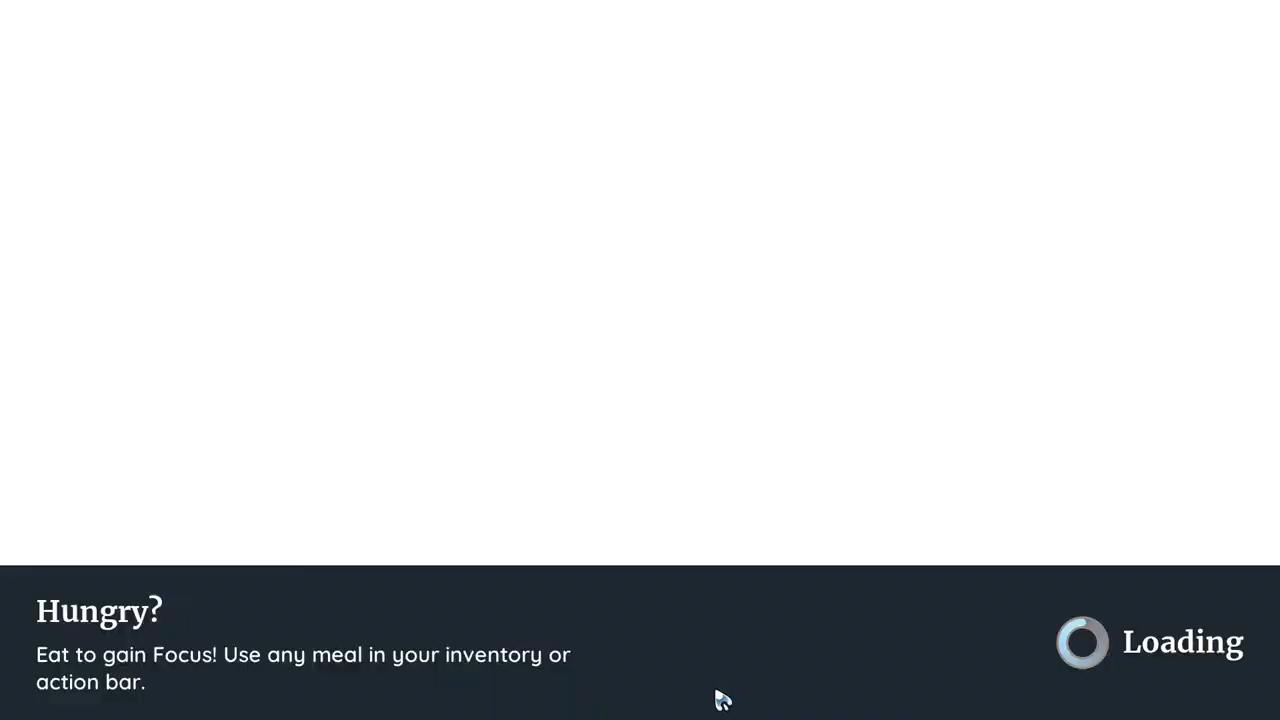 Hungry?
Eat to gain Focus! Use any meal in your inventory or
action bar.
Loading